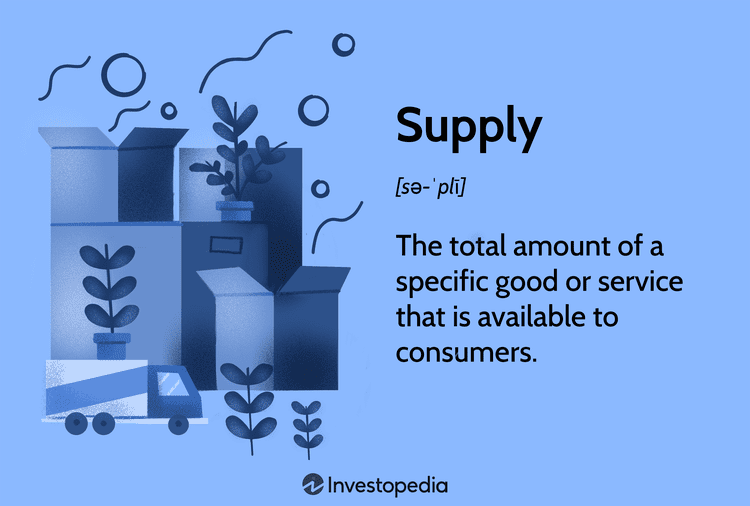 Supply
[sə-ˈplī]
The total amount of a
specific good or service
that is available to
consumers.
Investopedia